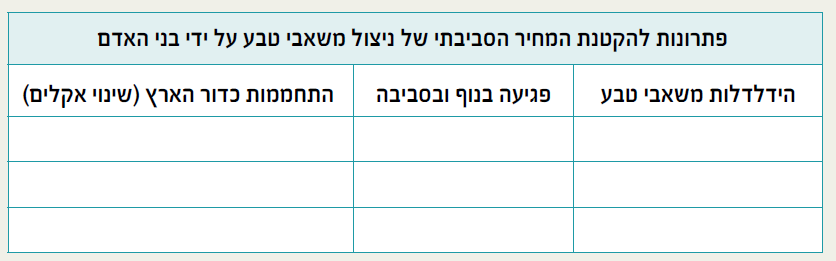 פתרונות להקטנת המחיר הסביבתי של ניצול משאבי טבע על ידי בני האדם
הידלדלות משאבי טבע
פגיעה בנוף ובסביבה
התחממות כדור הארץ (שינוי אקלים)